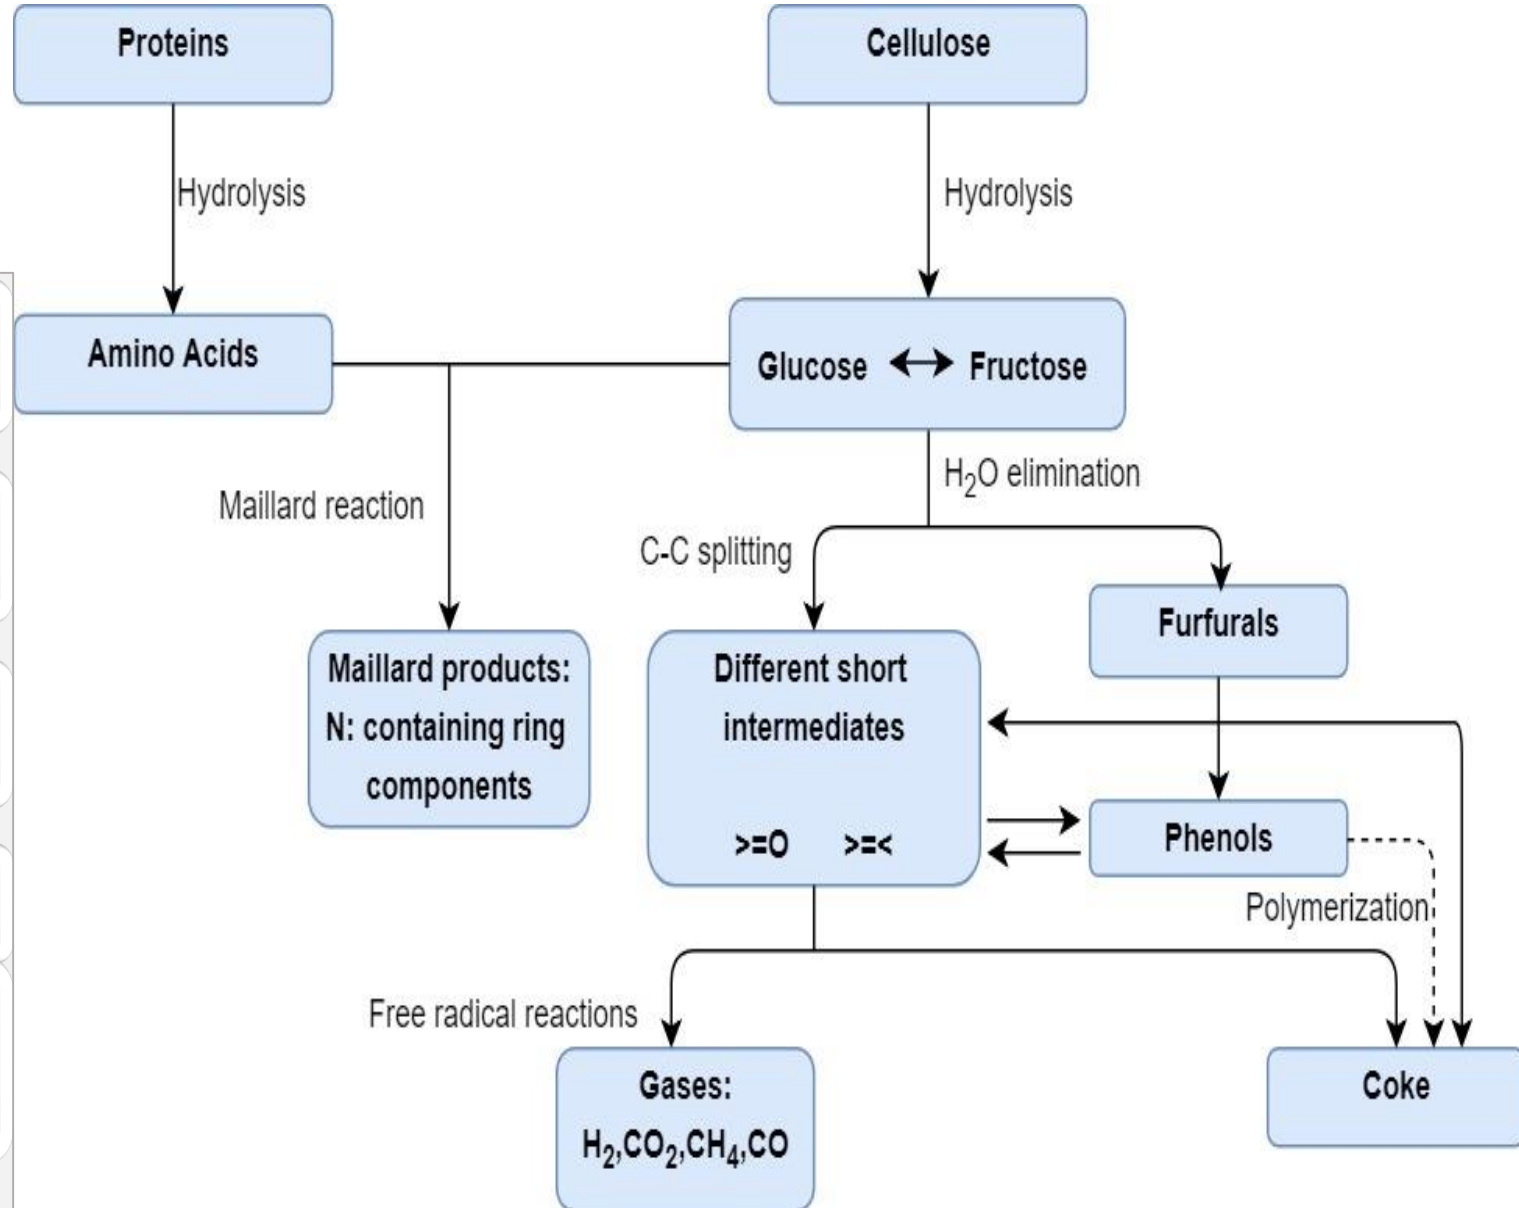 Proteins
Cellulose
Hydrolysis
Hydrolysis
Amino Acids
Glucose
Fructose
H₂O elimination
Maillard reaction
C-C splitting
Furfurals
Maillard products:
N: containing ring
components
Different short
intermediates
>=O >=<
Phenols
Polymerization
Free radical reactions
Gases:
H₂,CO₂,CH₄,CO
Coke